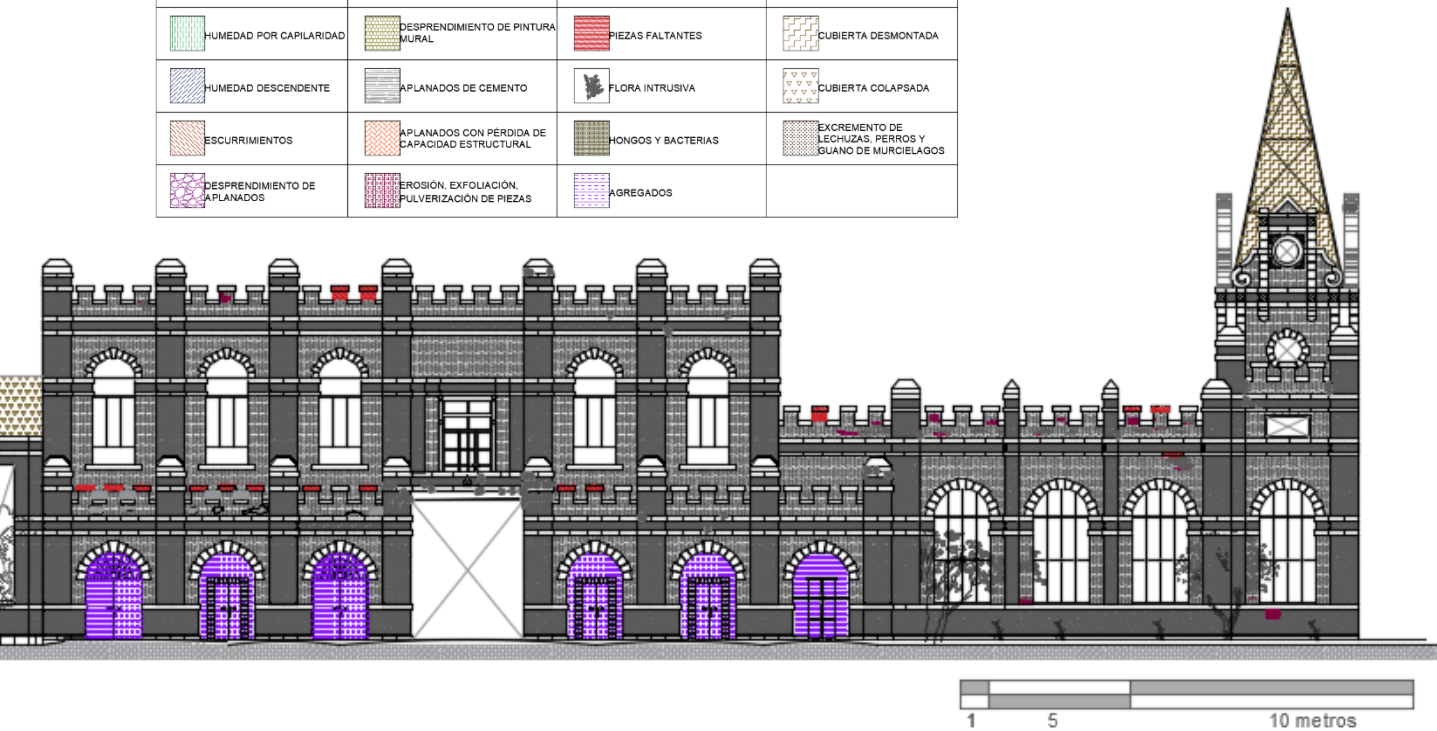 HUMEDAD POR CAPILARIDAD
DESPRENDIMIENTO DE PINTURA
MURAL
PIEZAS FALTANTES
CUBIERTA DESMONTADA
HUMEDAD DESCENDENTE
APLANADOS DE CEMENTO
FLORA INTRUSIVA
CUBIERTA COLAPSADA
ESCURRIMIENTOS
APLANADOS CON PÉRDIDA DE
CAPACIDAD ESTRUCTURAL
HONGOS Y BACTERIAS
EXCREMENTO DE
LECHUZAS, PERROS Y
GUANO DE MURCIELAGOS
DESPRENDIMIENTO DE
APLANADOS
EROSIÓN, EXFOLIACIÓN,
PULVERIZACIÓN DE PIEZAS
AGREGADOS
1 5 10 metros